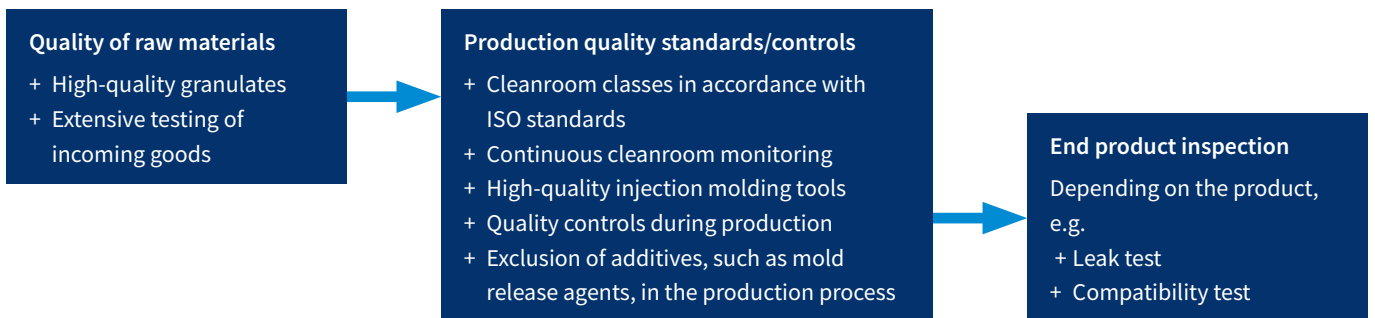 Quality of raw materials
+ High-quality granulates
+ Extensive testing of
incoming goods
Production quality standards/controls
+ Cleanroom classes in accordance with
ISO standards
+ Continuous cleanroom monitoring
+ High-quality injection molding tools
+ Quality controls during production
+ Exclusion of additives, such as mold
release agents, in the production process
End product inspection
Depending on the product,
e.g.
+ Leak test
+ Compatibility test